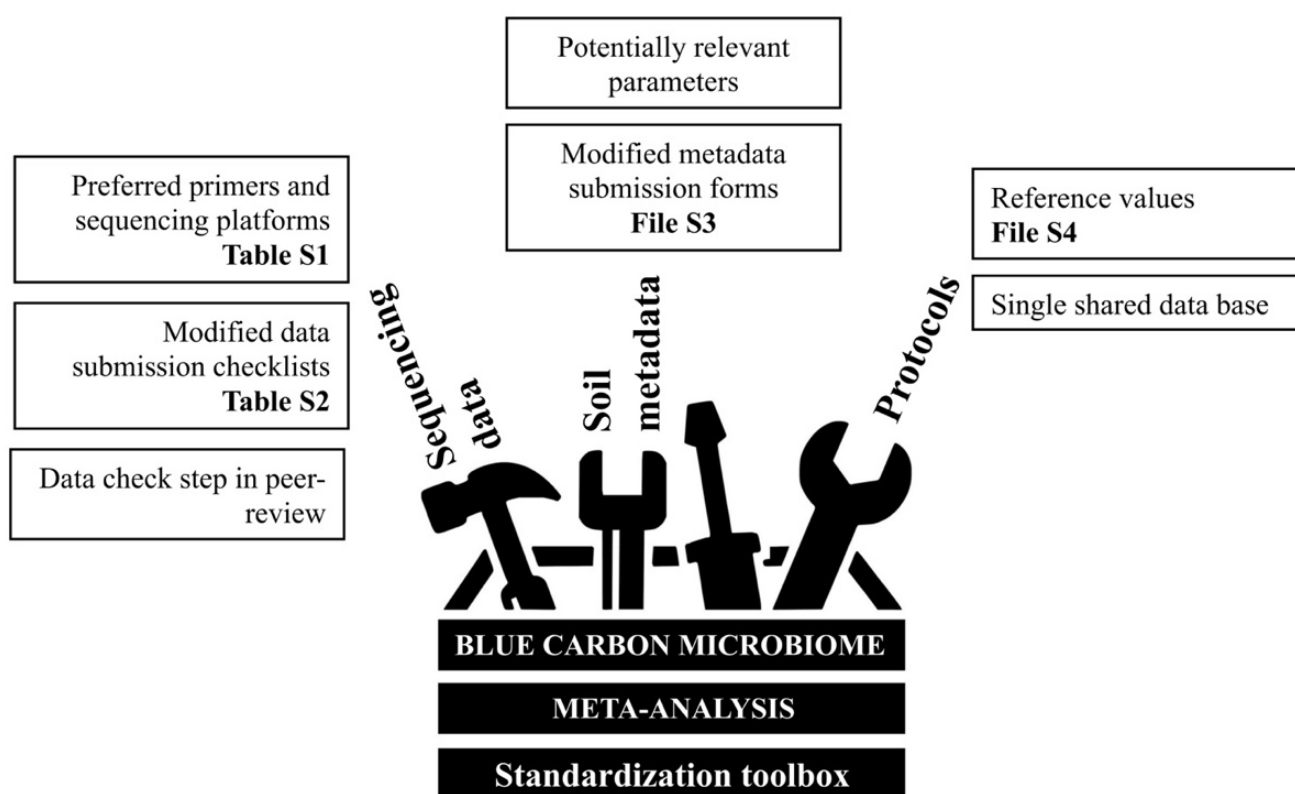 Potentially relevant
parameters
Modified metadata
submission forms
File S3
Preferred primers and
sequencing platforms
Table S1
Modified data
submission checklists
Table S2
Data check step in peer-
review
Reference values
File S4
Single shared data base
Sequencing
data
Soil
metadata
Protocols
BLUE CARBON MICROBIOME
META-ANALYSIS
Standardization toolbox